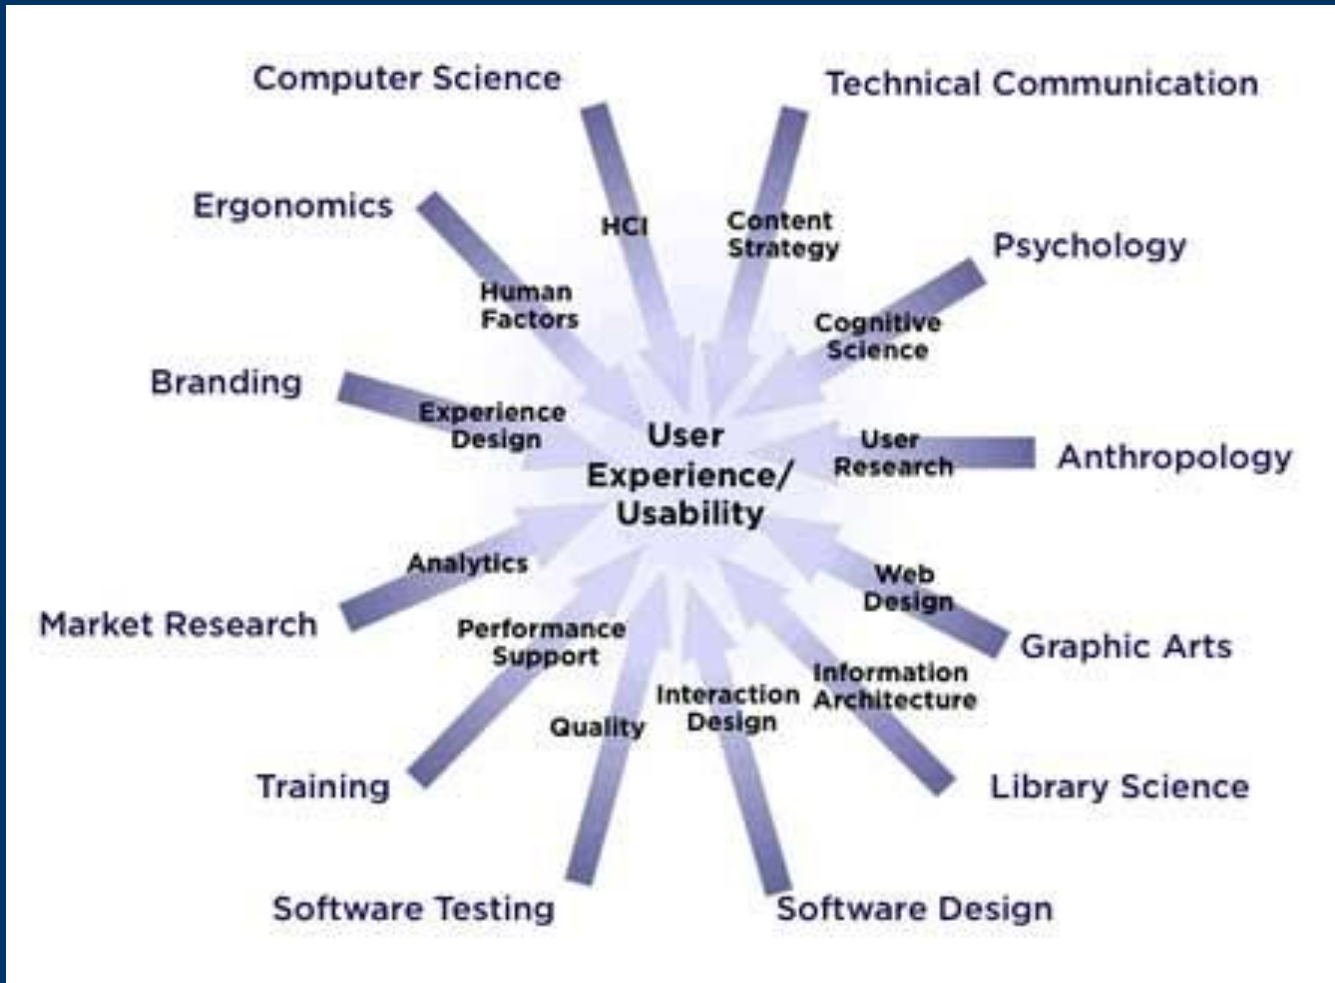 Computer Science
Technical Communication
Ergonomics
HCI
Content
Strategy
Psychology
Human
Factors
Cognitive
Science
Branding
Experience
Design
User
Experience/
Usability
User
Research
Anthropology
Analytics
Web
Design
Market Research
Performance
Support
Graphic Arts
Information
Architecture
Interaction
Design
Quality
Training
Library Science
Software Testing
Software Design